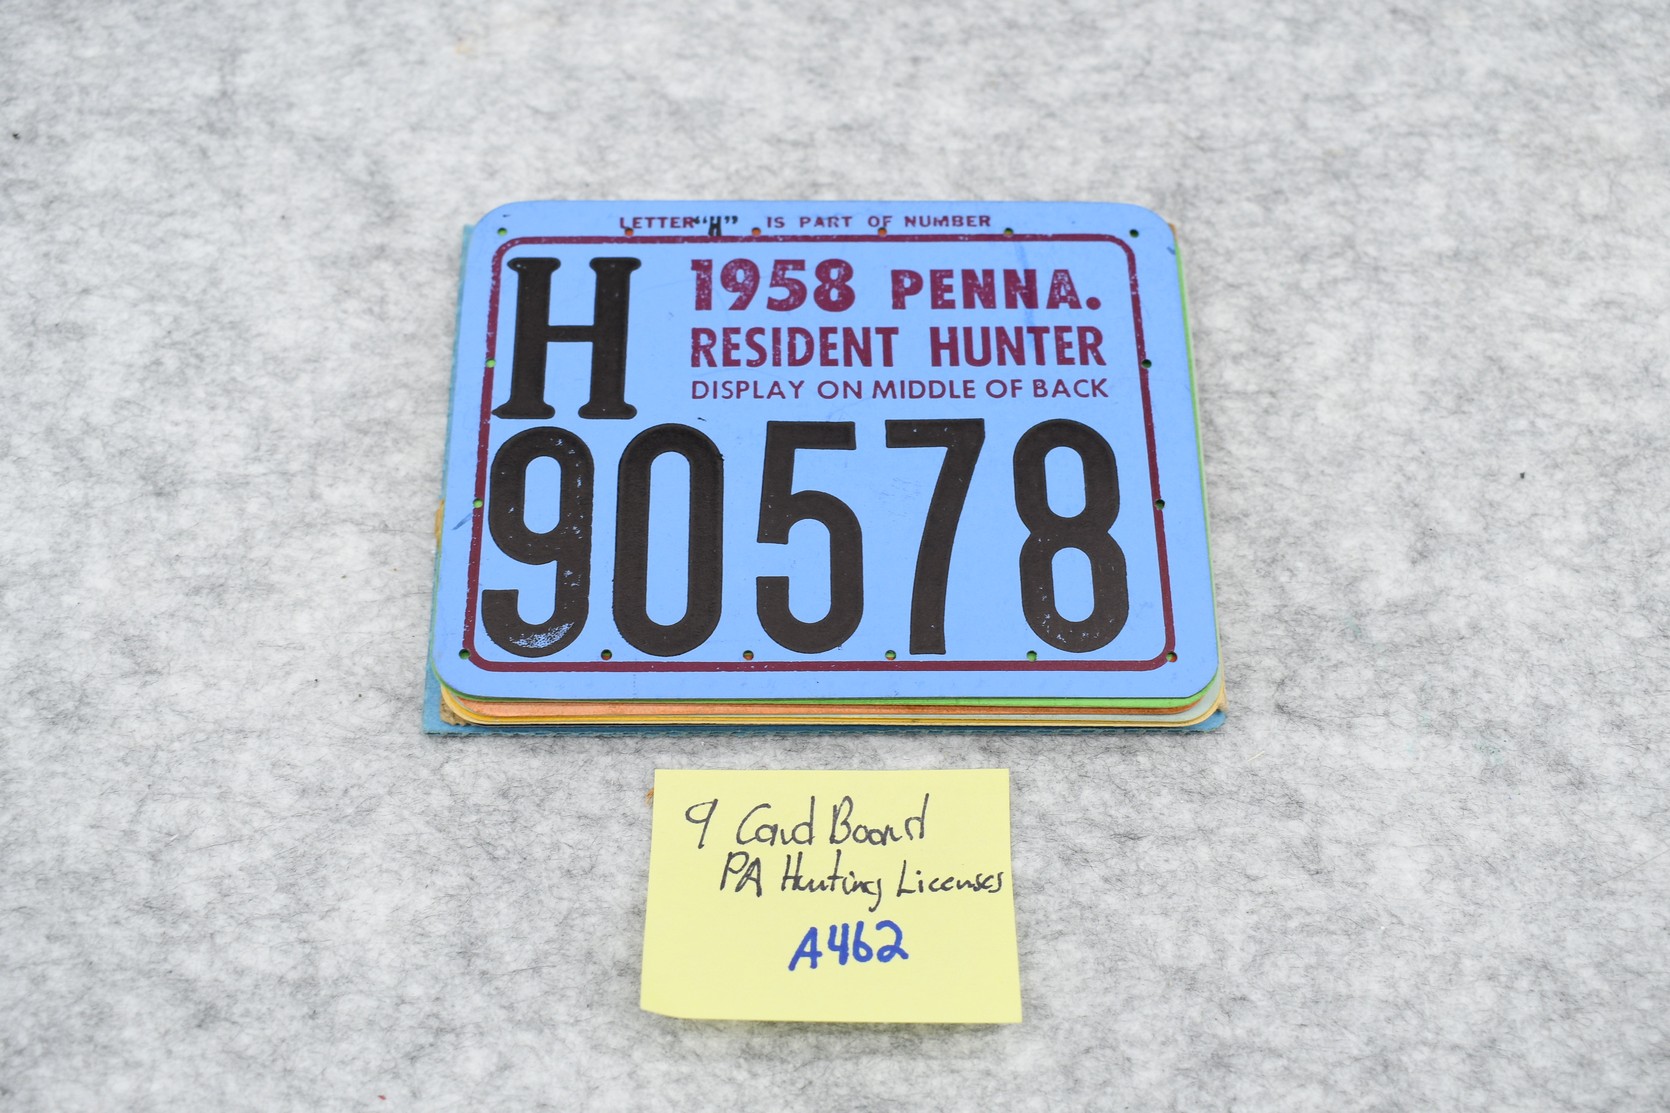 LETTER "H" IS PART OF NUMBER
H
1958 PENNA.
RESIDENT HUNTER
DISPLAY ON MIDDLE OF BACK
90578
9 Card Board
PA Hunting Licenses
A462